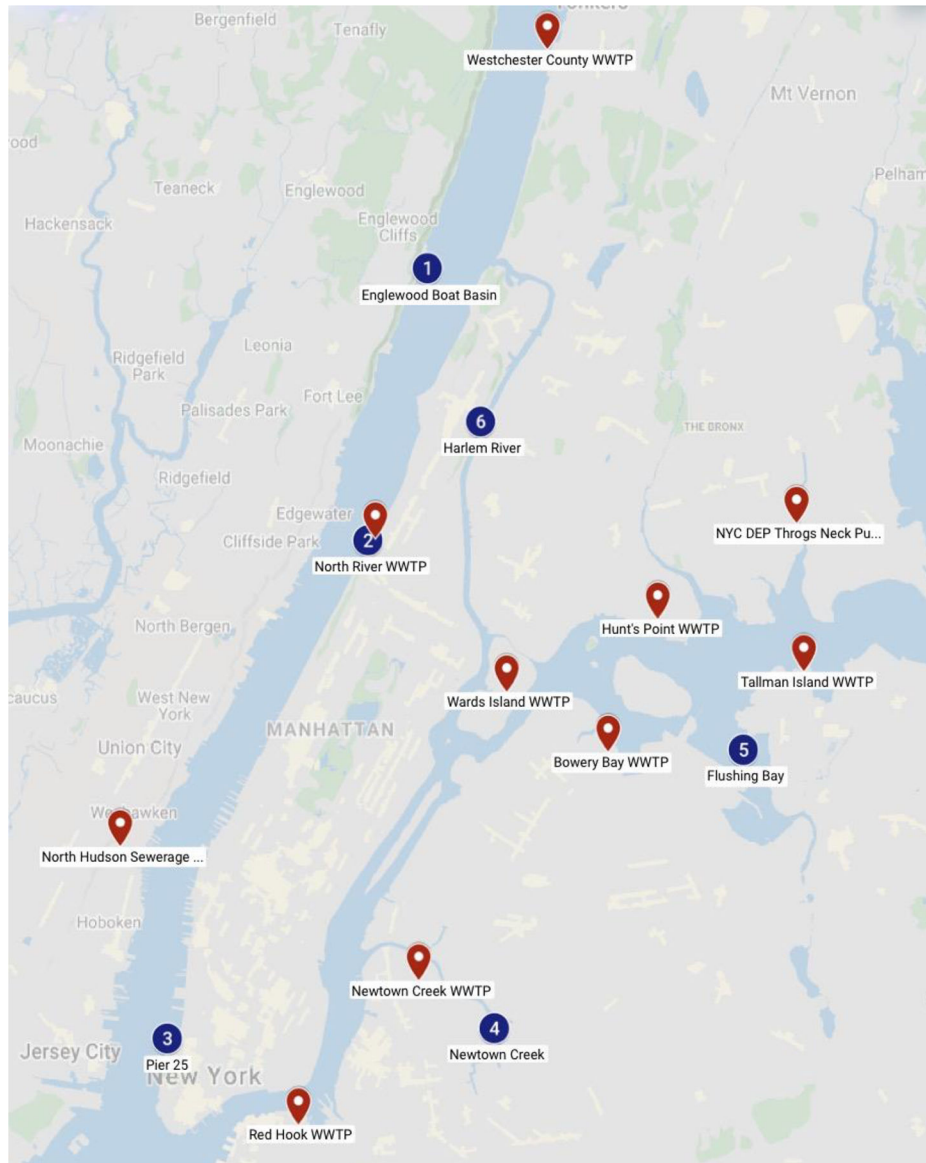 Bergenfield
Tenafly
Westchester County WWTP
Mt Vernon
Teaneck
Englewood
Pelham
Hackensack
Englewood
Cliffs
1
Englewood Boat Basin
Leonia
Ridgefield
Park
Fort Lee
Palisades Park
6
Harlem River
THE BRONX
Moonachie
Ridgefield
Edgewater
Cliffside Park
2
North River WWTP
NYC DEP Throgs Neck Pu...
North Bergen
Hunt's Point WWTP
Tallman Island WWTP
caucus
West New
York
Wards Island WWTP
MANHATTAN
Union City
Bowery Bay WWTP
5
Flushing Bay
North Hudson Sewerage ...
Hoboken
Newtown Creek WWTP
4
Newtown Creek
3
Pier 25
Jersey City
New York
Red Hook WWTP